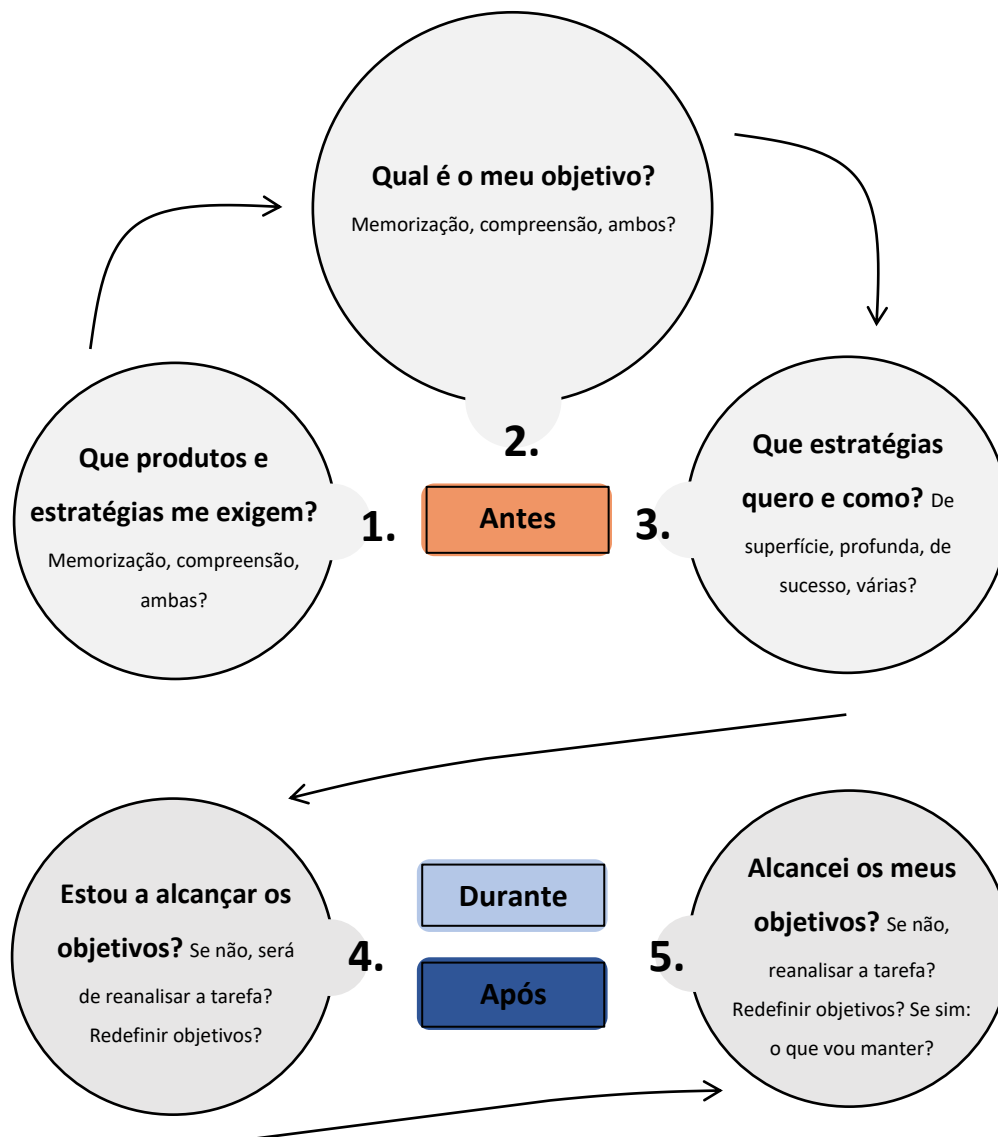 Qual é o meu objetivo?
Memorização, compreensão, ambos?
2.
Que produtos e
estratégias me exigem?
Memorização, compreensão,
ambas?
1.
Antes
3.
Que estratégias
quero e como? De
superfície, profunda, de
sucesso, várias?
Estou a alcançar os
objetivos? Se não, será
de reanalisar a tarefa?
Redefinir objetivos?
4.
Durante
Após
5.
Alcancei os meus
objetivos? Se não,
reanalisar a tarefa?
Redefinir objetivos? Se sim:
o que vou manter?